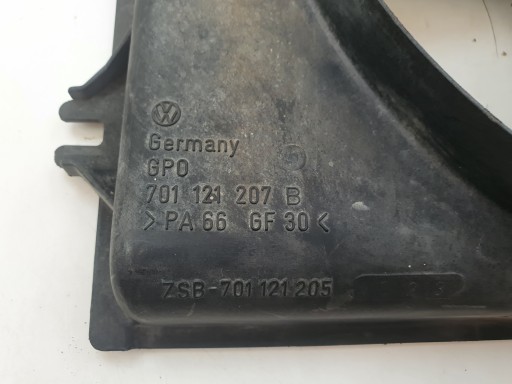 Germany
GPO
701 121 207 B
>PA 66 GF 30<
ZSB-701 121 205